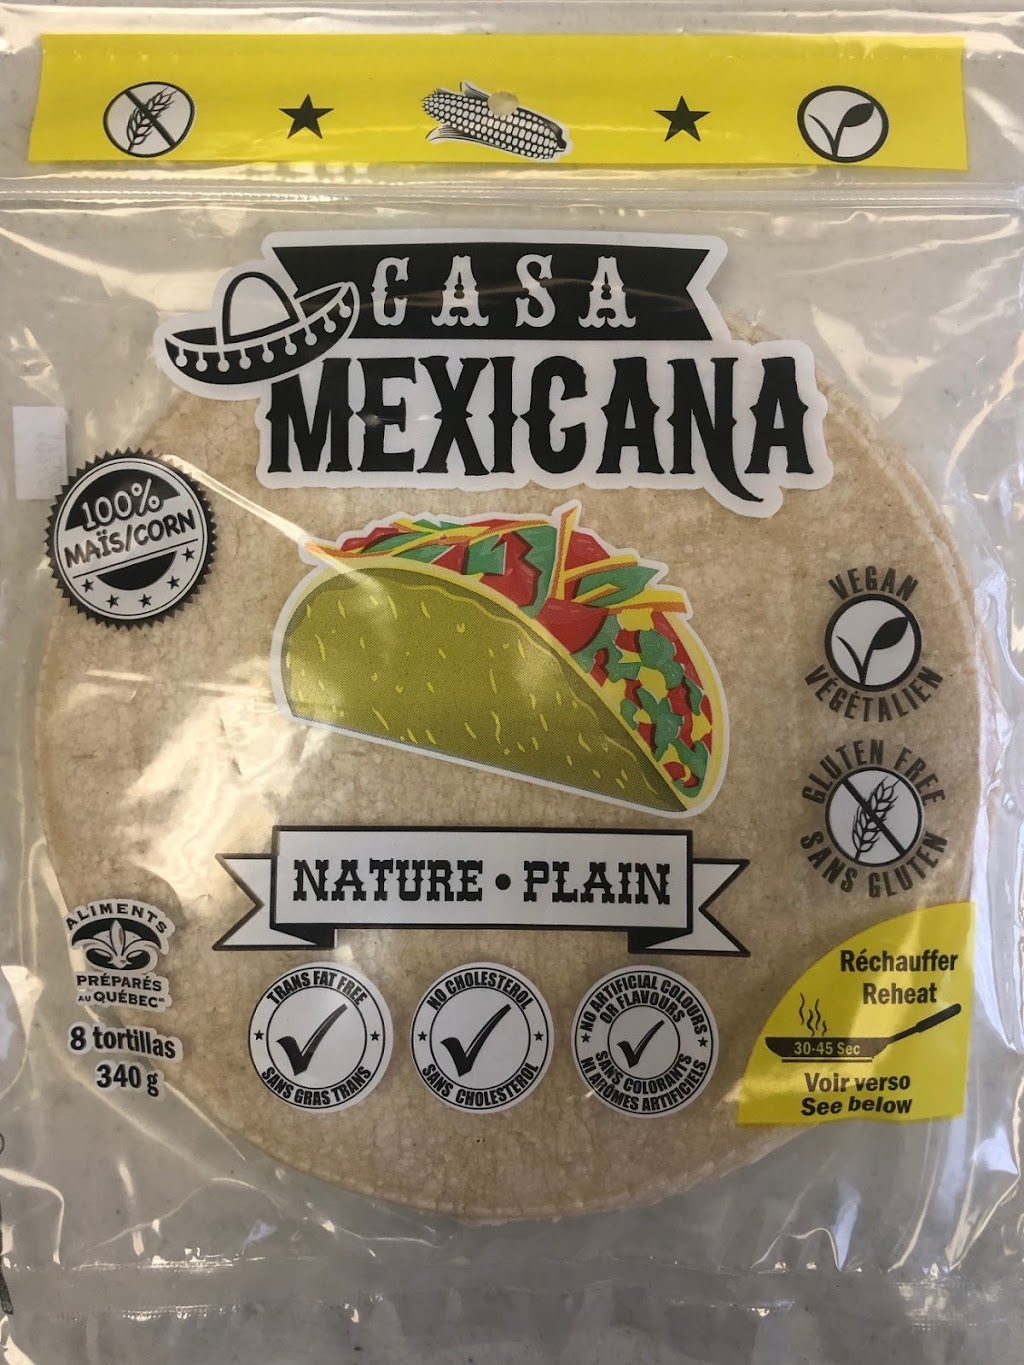 CASA
MEXICANA
100%
MAÏS/CORN
VEGAN
VÉGÉTALIEN
GLUTEN FREE
SANS GLUTEN
NATURE • PLAIN
ALIMENTS
PRÉPARÉS
AU QUÉBEC
8 tortillas
340 g
TRANS FAT FREE
SANS GRAS TRANS
NO CHOLESTEROL
SANS CHOLESTEROL
NO ARTIFICIAL COLOURS
OR FLAVOURS
SANS COLORANTS
NI ARÔMES ARTIFICIELS
Réchauffer
Reheat
30-45 Sec
Voir verso
See below